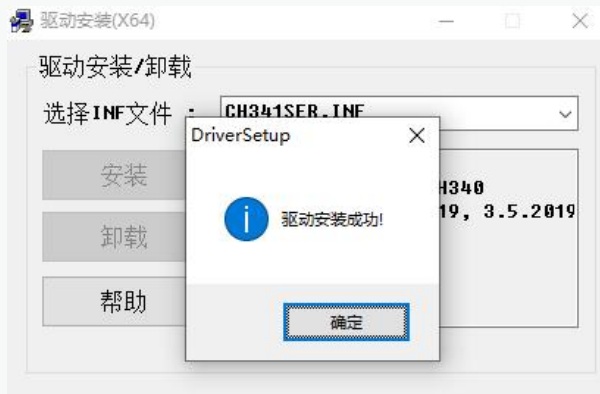 驱动安装(X64)
驱动安装/卸载
选择INF文件 :
CH341SER.INF
DriverSetup
安装
H340
驱动安装成功!
19, 3.5.2019
卸载
帮助
确定